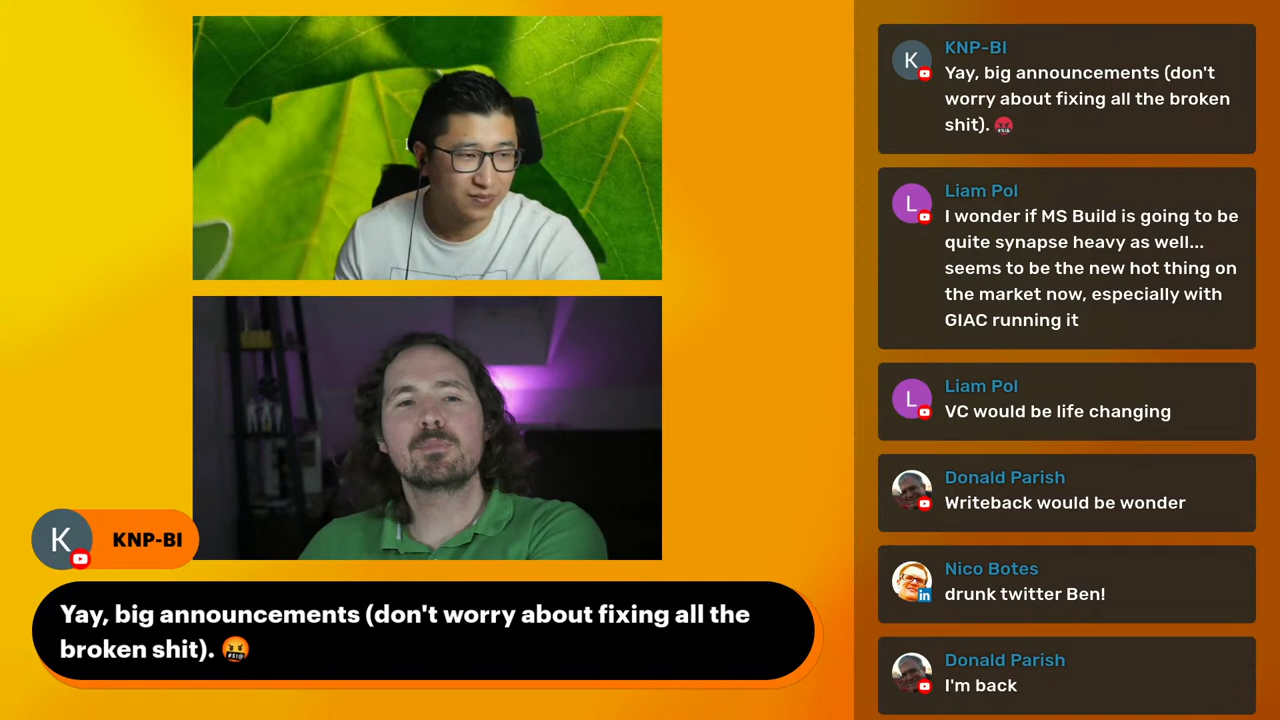 KNP-BI
Yay, big announcements (don't worry about fixing all the
broken shit). 🤬
K
KNP-BI
Yay, big announcements (don't
worry about fixing all the broken
shit). 🤬
K
Liam Pol
I wonder if MS Build is going to be
quite synapse heavy as well...
seems to be the new hot thing on
the market now, especially with
GIAC running it
L
Liam Pol
VC would be life changing
L
Donald Parish
Writeback would be wonder
Nico Botes
drunk twitter Ben!
in
Donald Parish
I'm back